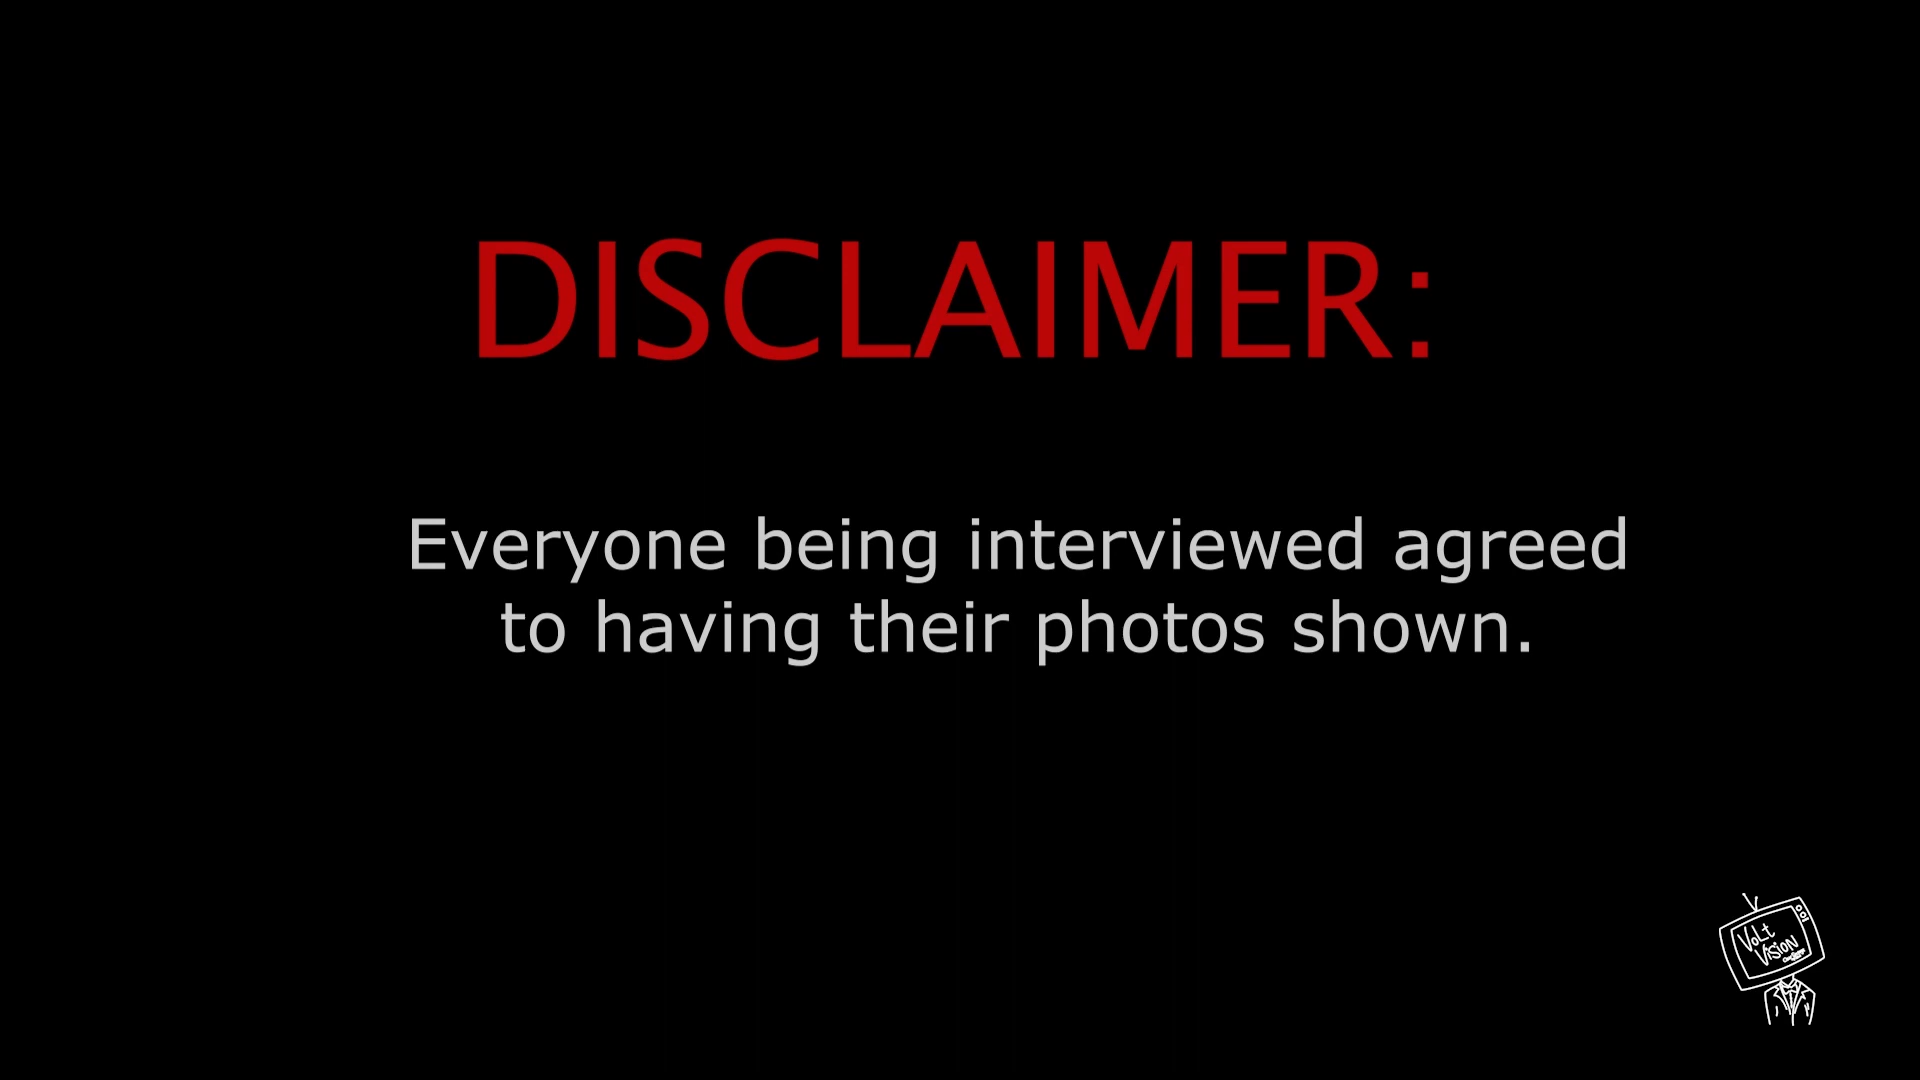 DISCLAIMER:
Everyone being interviewed agreed
to having their photos shown.
VoLt
VisioN